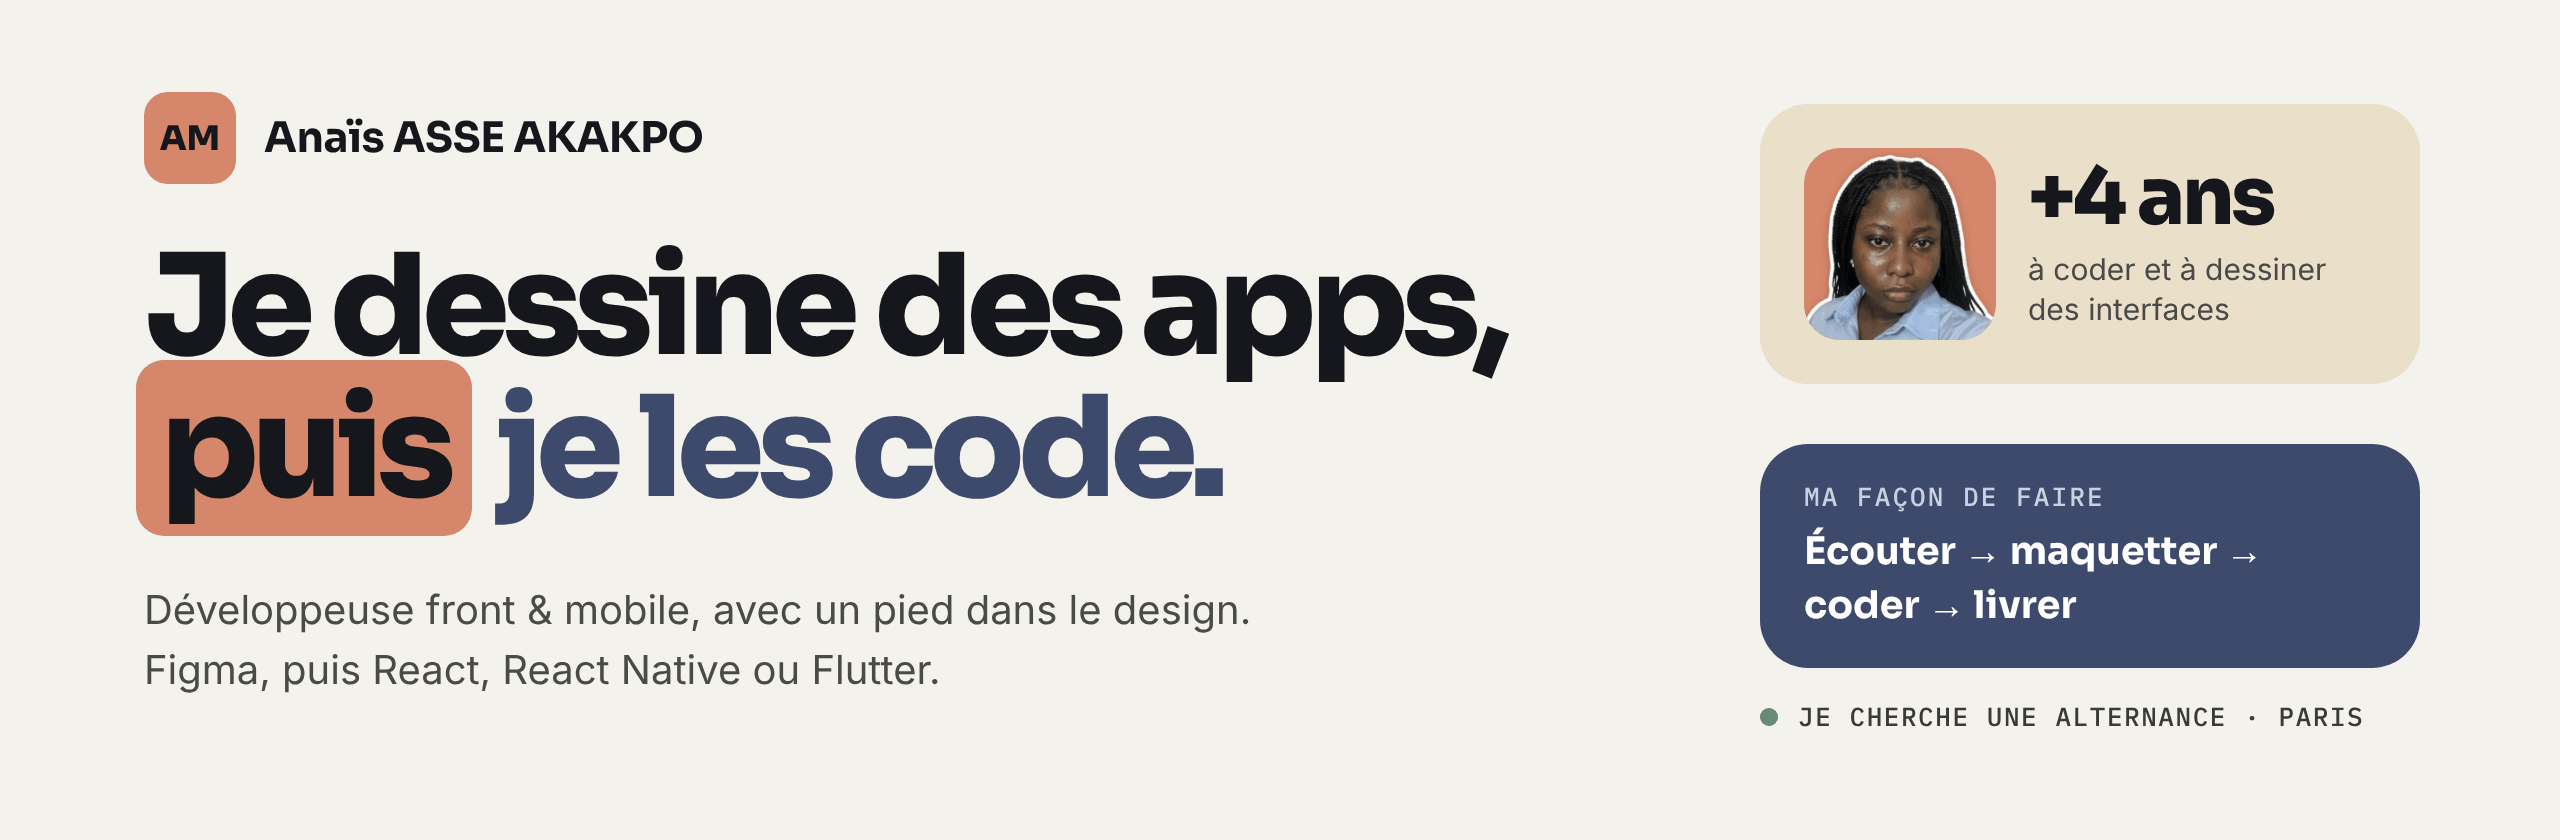 AM
Anaïs ASSE AKAKPO
Je dessine des apps,
puis je les code.
Développeuse front & mobile, avec un pied dans le design.
Figma, puis React, React Native ou Flutter.
+4 ans
à coder et à dessiner
des interfaces
MA FAÇON DE FAIRE
Écouter → maquetter →
coder → livrer
JE CHERCHE UNE ALTERNANCE · PARIS